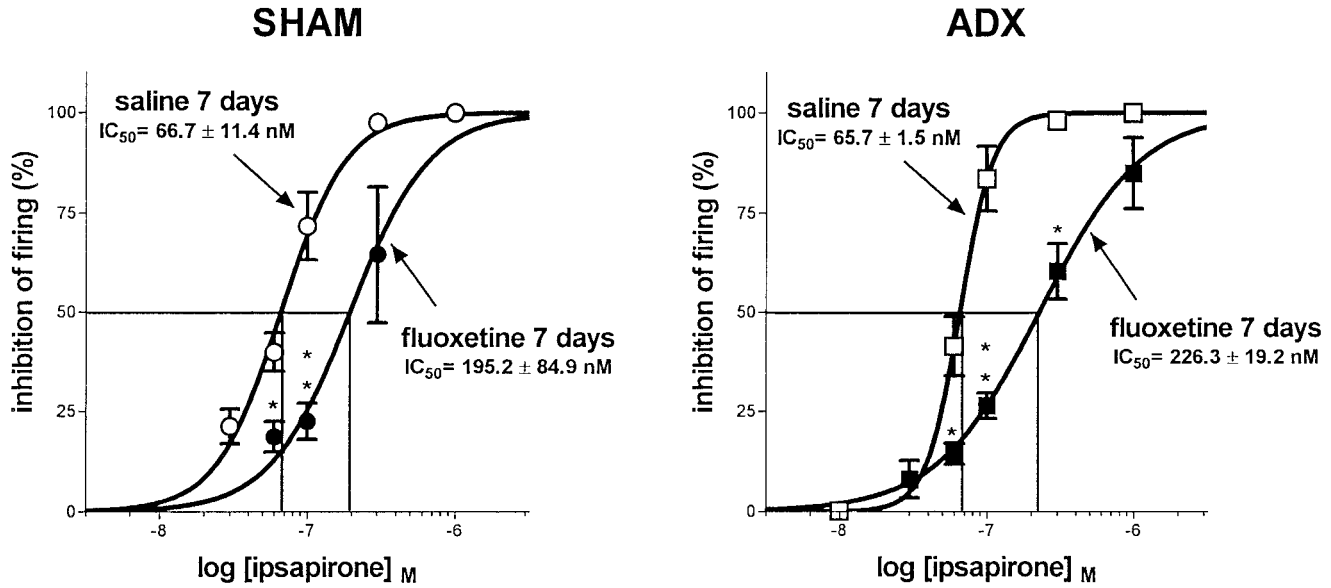 SHAM
saline 7 days
IC50= 66.7 ± 11.4 nM
100
75
50
25
0
inhibition of firing (%)
*
*
*
fluoxetine 7 days
IC50= 195.2 ± 84.9 nM
-8
-7
-6
log [ipsapirone] M
ADX
saline 7 days
IC50= 65.7 ± 1.5 nM
100
75
50
25
0
inhibition of firing (%)
*
*
*
*
fluoxetine 7 days
IC50= 226.3 ± 19.2 nM
-8
-7
-6
log [ipsapirone] M